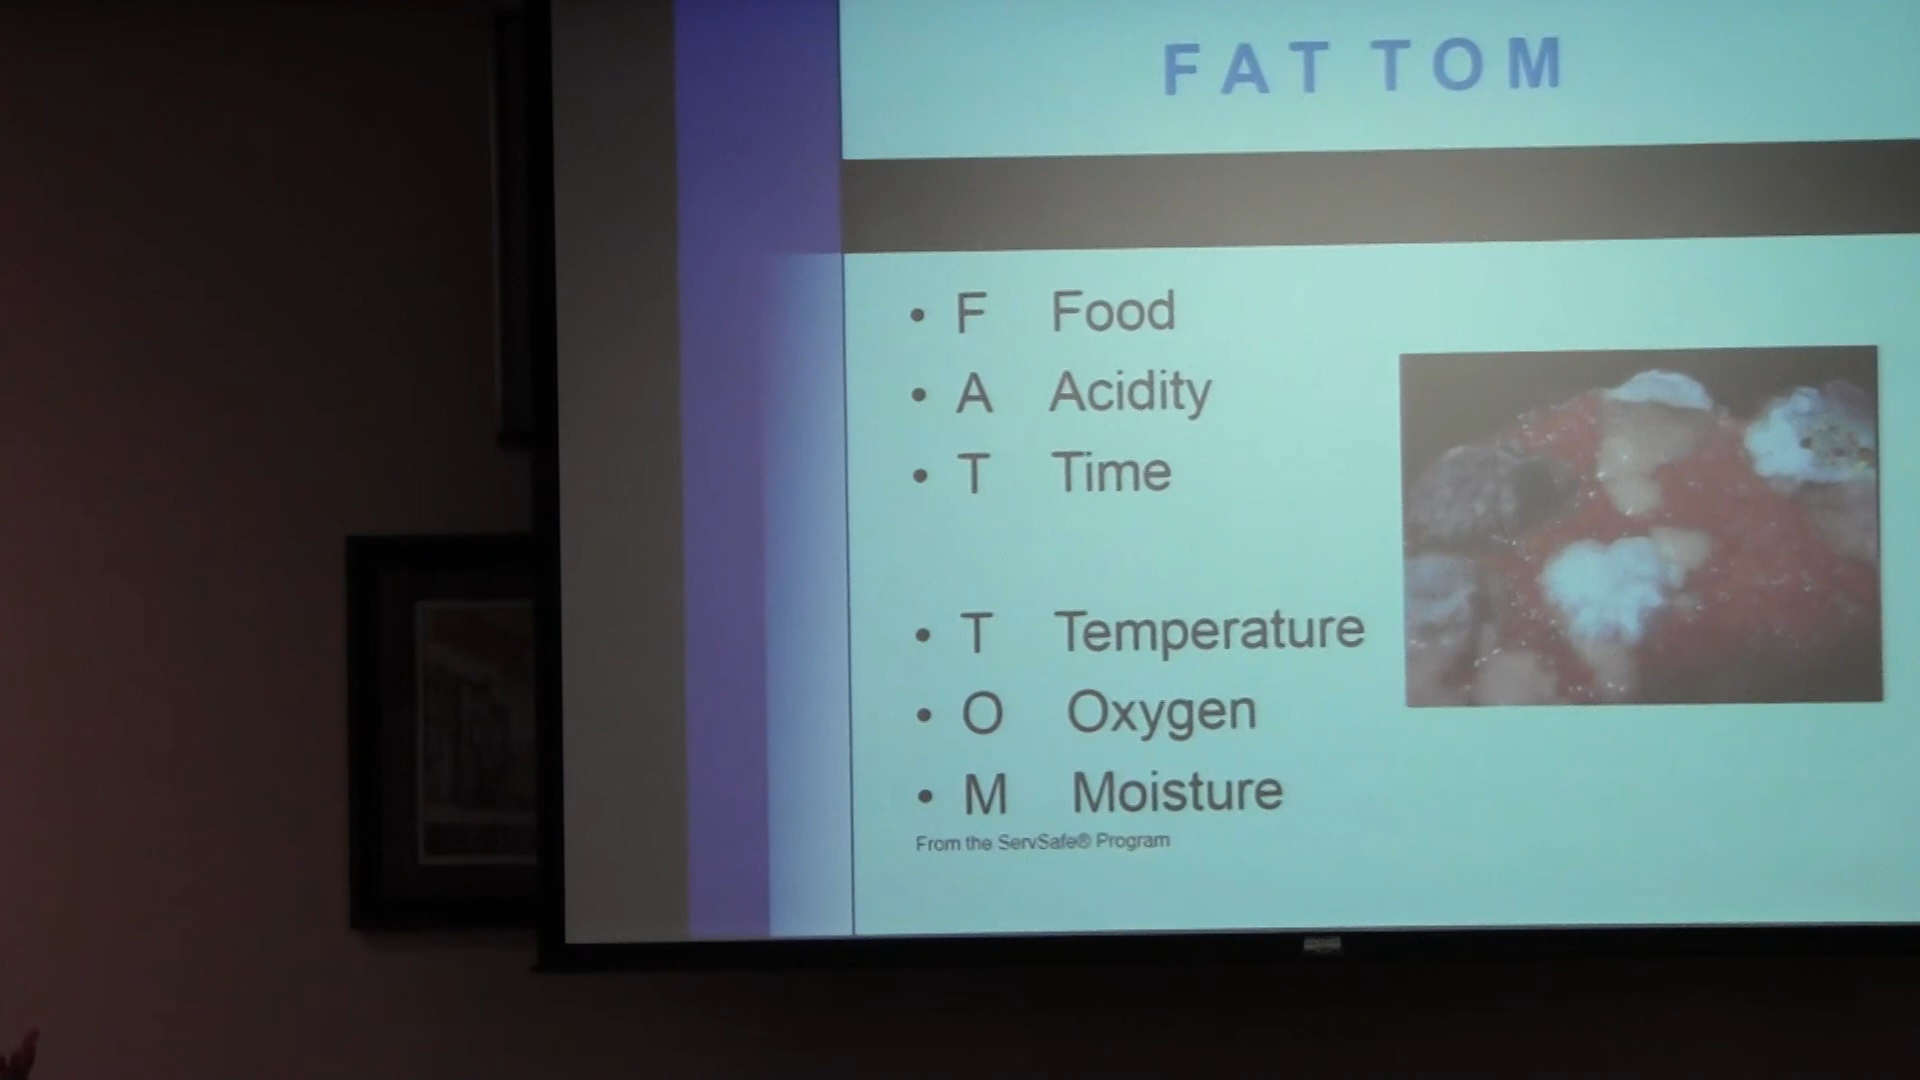 FAT TOM
• F Food
• A Acidity
• T Time
• T Temperature
• O Oxygen
• M Moisture
From the ServSafe® Program